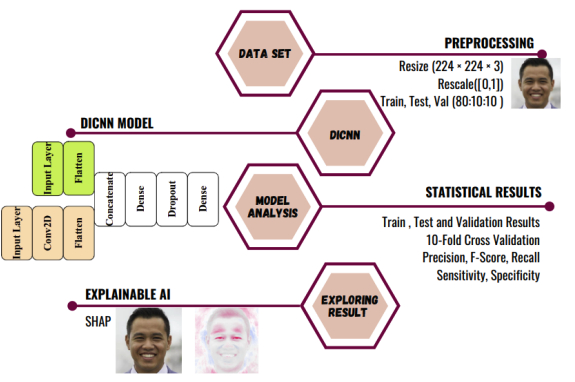 DATA SET
PREPROCESSING
Resize (224 × 224 × 3)
Rescale([0,1])
Train, Test, Val (80:10:10 )
DICNN MODEL
DICNN
Input Layer
Flatten
Input Layer
Conv2D
Flatten
Concatenate
Dense
Dropout
Dense
MODEL
ANALYSIS
STATISTICAL RESULTS
Train , Test and Validation Results
10-Fold Cross Validation
Precision, F-Score, Recall
Sensitivity, Specificity
EXPLAINABLE AI
SHAP
EXPLORING
RESULT